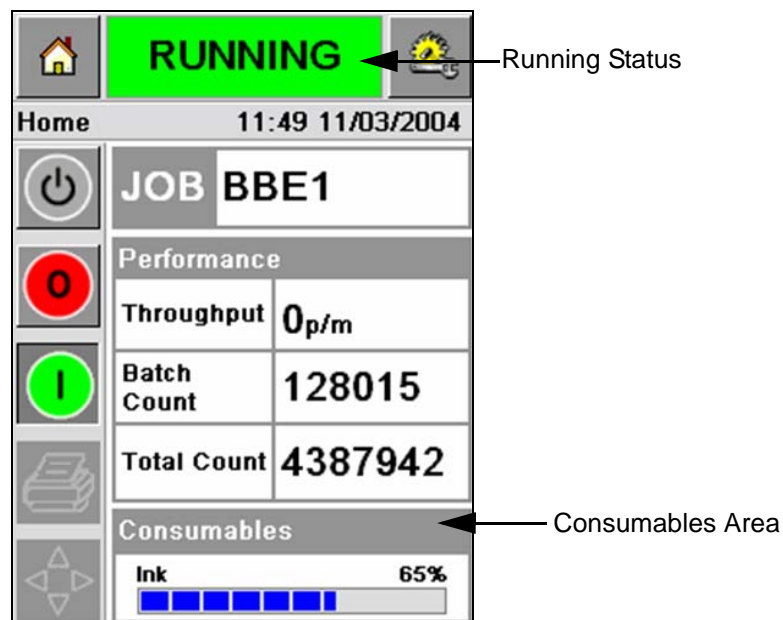 RUNNING
Running Status
Home 11:49 11/03/2004
JOB BBE1
Performance
O
Throughput 0p/m
I
Batch
Count 128015
Total Count 4387942
Consumables
Consumables Area
Ink 65%